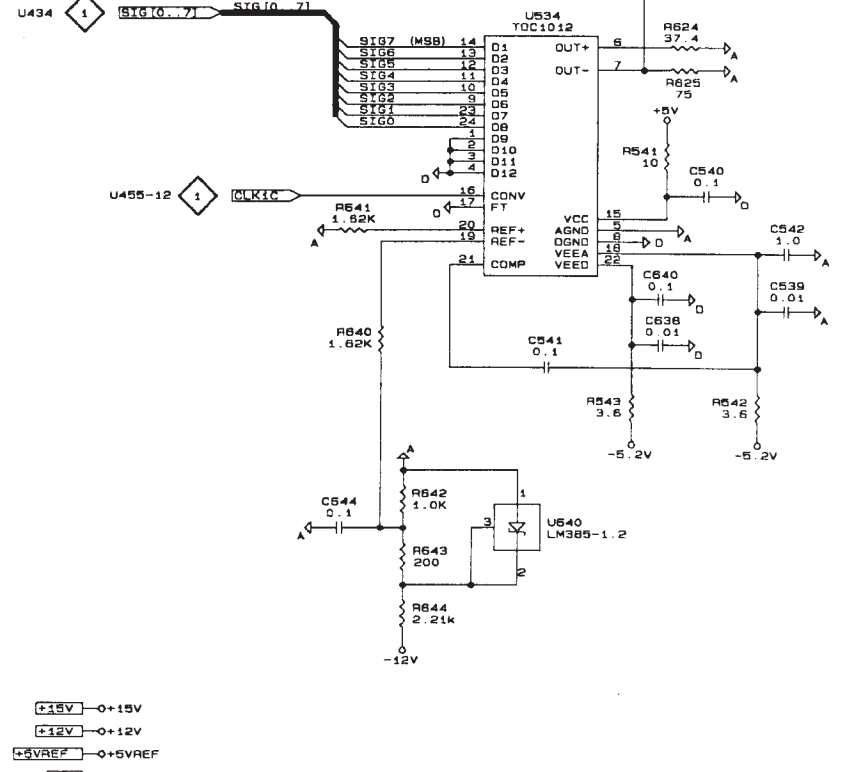 U434 1 SIG[0..7] SIG[0..7]
U534
TDC1012
SIG7 (MSB) 14 D1 OUT+ 6 R624 37.4 A
SIG6 13 D2
SIG5 12 D3 OUT- 7 R625 75 A
SIG4 11 D4
SIG3 10 D5
SIG2 9 D6
SIG1 23 D7
SIG0 24 D8
1 D9
2 D10
3 D11
4 D12
D
+5V
R541
10
C540
0.1
D
U455-12 1 CLK1C 16 CONV
D 17 FT
R641
1.62K
A
20 REF+
19 REF-
21 COMP
VCC 15
AGND 5 A
DGND 8 D
VEEA 18
VEED 22
C542
1.0
A
C640
0.1
D
C539
0.01
A
C638
0.01
D
R640
1.62K
C541
0.1
R543
3.6
-5.2V
R542
3.6
-5.2V
A
R642
1.0K
C644
0.1
A
1
3
U640
LM385-1.2
2
R643
200
R644
2.21K
-12V
+15V +15V
+12V +12V
+5VREF +5VREF